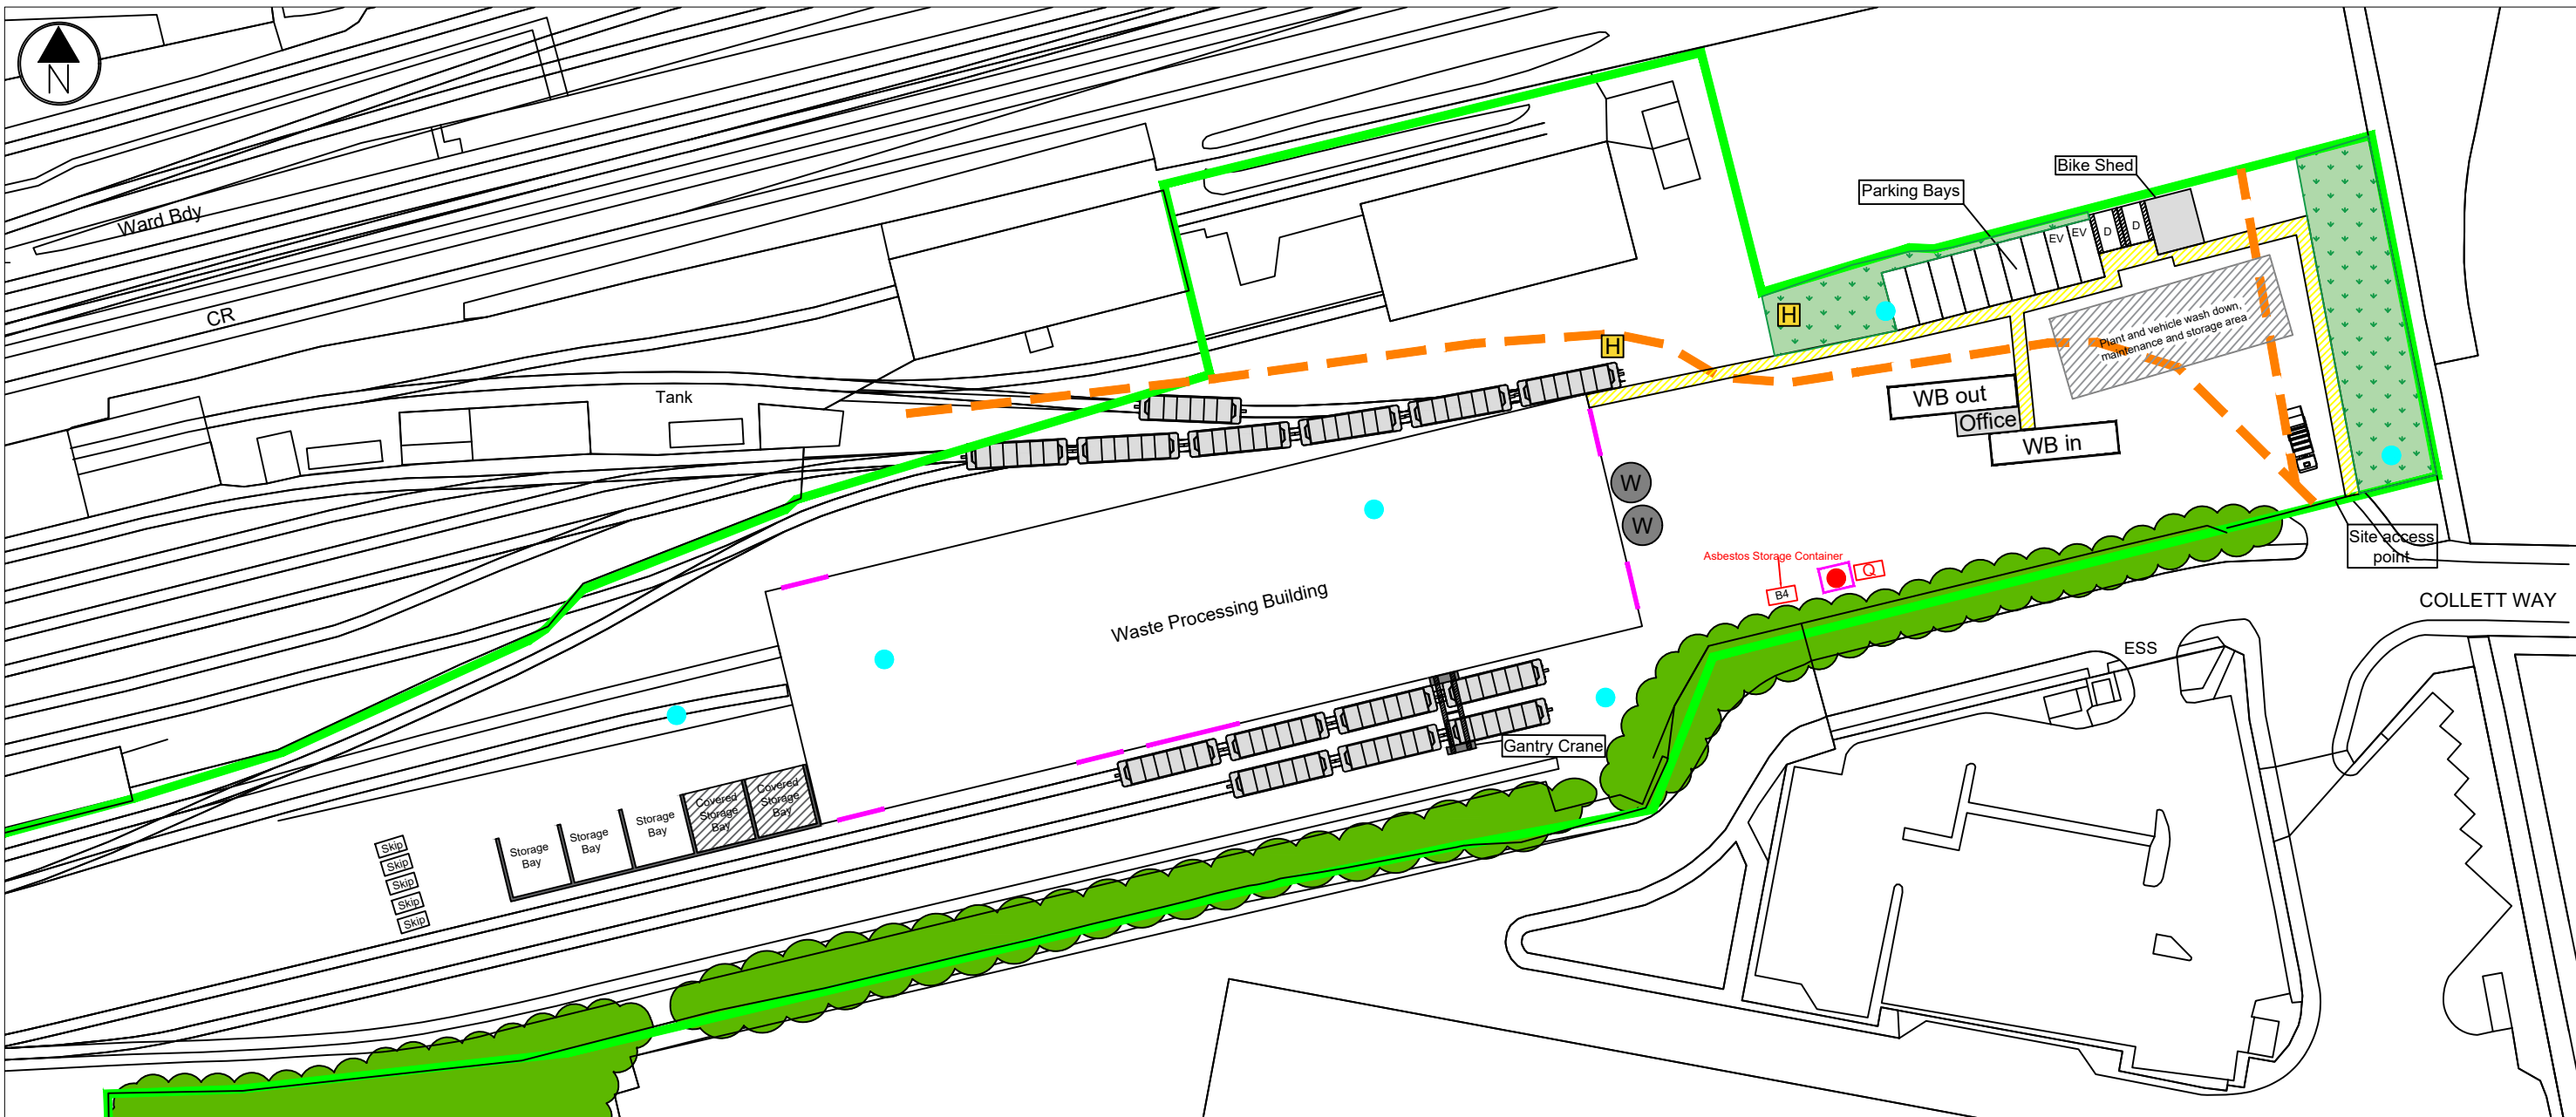 N
Ward Bdy
CR
Tank
Bike Shed
Parking Bays
EV
EV
D
D
H
H
Plant and vehicle wash down,
maintenance and storage area
WB out
Office
WB in
W
W
Asbestos Storage Container
B4
Q
Site access
point
COLLETT WAY
ESS
Waste Processing Building
Gantry Crane
Covered
Storage
Bay
Covered
Storage
Bay
Storage
Bay
Storage
Bay
Storage
Bay
Skip
Skip
Skip
Skip
Skip